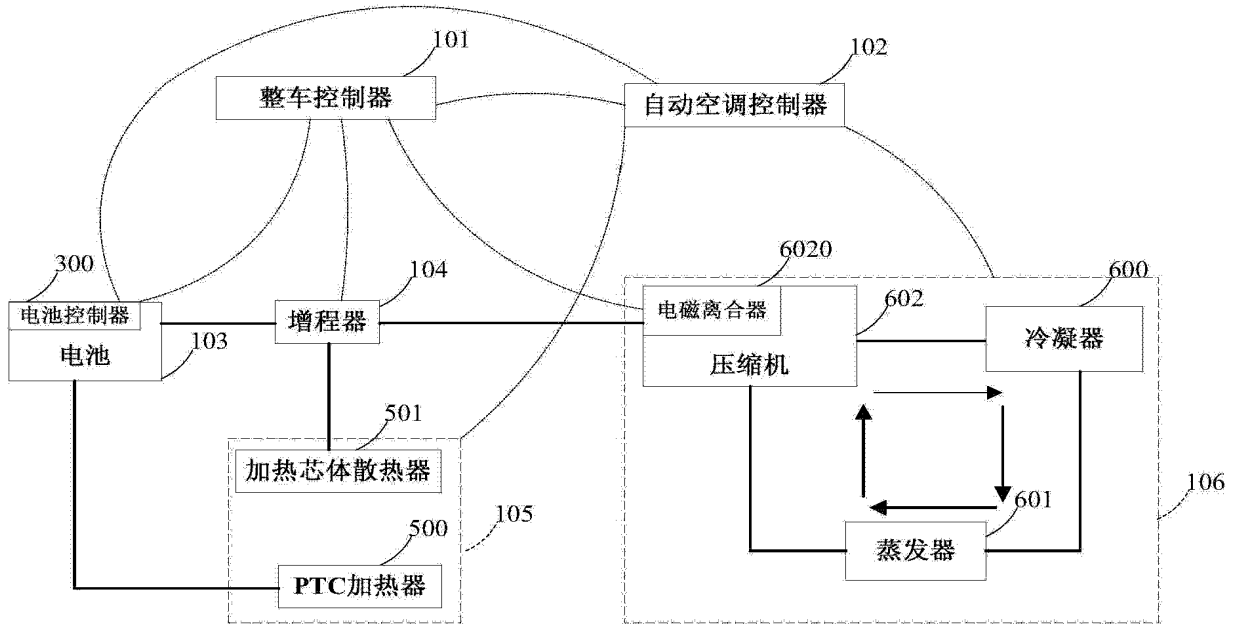 101
102
整车控制器
自动空调控制器
300
104
6020
602
600
电池控制器
电池
103
增程器
电磁离合器
压缩机
冷凝器
501
加热芯体散热器
105
500
PTC加热器
601
蒸发器
106